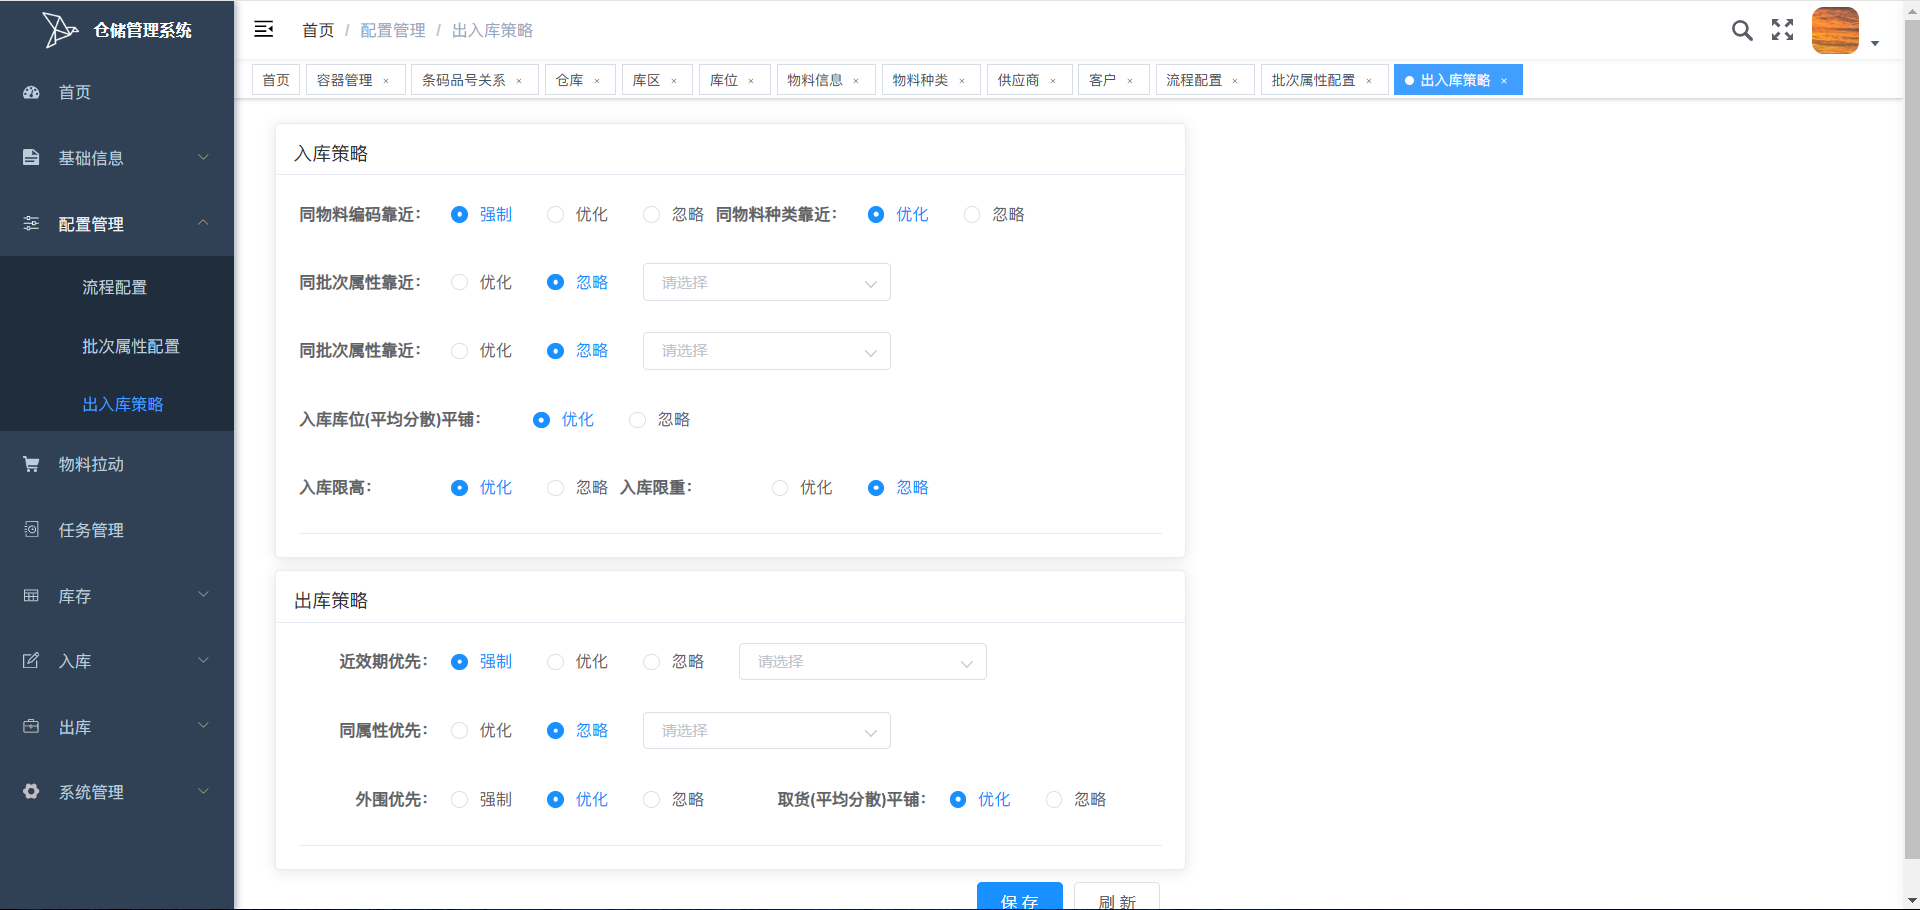 仓储管理系统
首页
基础信息
配置管理
流程配置
批次属性配置
出入库策略
物料拉动
任务管理
库存
入库
出库
系统管理
首页 / 配置管理 / 出入库策略
首页 容器管理 × 条码品号关系 × 仓库 × 库区 × 库位 × 物料信息 × 物料种类 × 供应商 × 客户 × 流程配置 × 批次属性配置 × 出入库策略 ×
入库策略
同物料编码靠近： 强制 优化 忽略 同物料种类靠近： 优化 忽略
同批次属性靠近： 优化 忽略 请选择
同批次属性靠近： 优化 忽略 请选择
入库库位(平均分散)平铺： 优化 忽略
入库限高： 优化 忽略 入库限重： 优化 忽略
出库策略
近效期优先： 强制 优化 忽略 请选择
同属性优先： 优化 忽略 请选择
外围优先： 强制 优化 忽略 取货(平均分散)平铺： 优化 忽略
保 存 刷 新